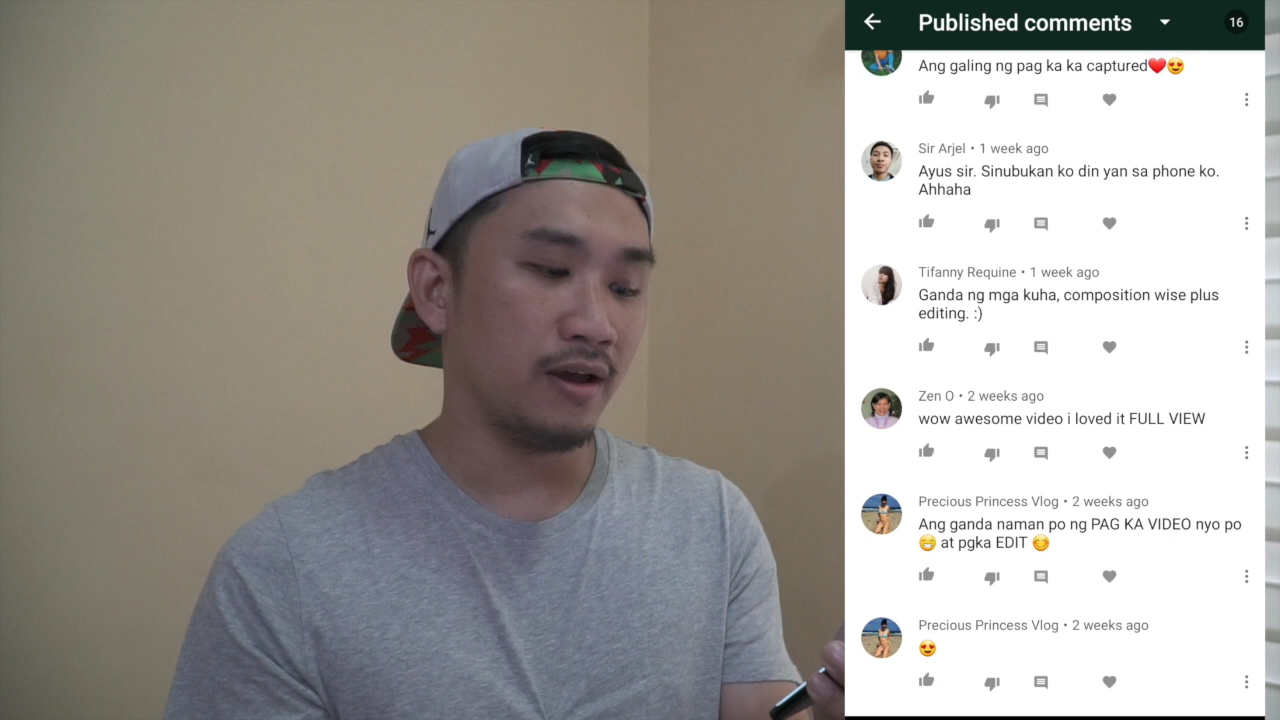 Published comments
16
Ang galing ng pag ka ka captured❤️😍
Sir Arjel • 1 week ago
Ayus sir. Sinubukan ko din yan sa phone ko.
Ahhaha
Tifanny Requine • 1 week ago
Ganda ng mga kuha, composition wise plus
editing. :)
Zen O • 2 weeks ago
wow awesome video i loved it FULL VIEW
Precious Princess Vlog • 2 weeks ago
Ang ganda naman po ng PAG KA VIDEO nyo po
😁 at pgka EDIT 😊
Precious Princess Vlog • 2 weeks ago
😍